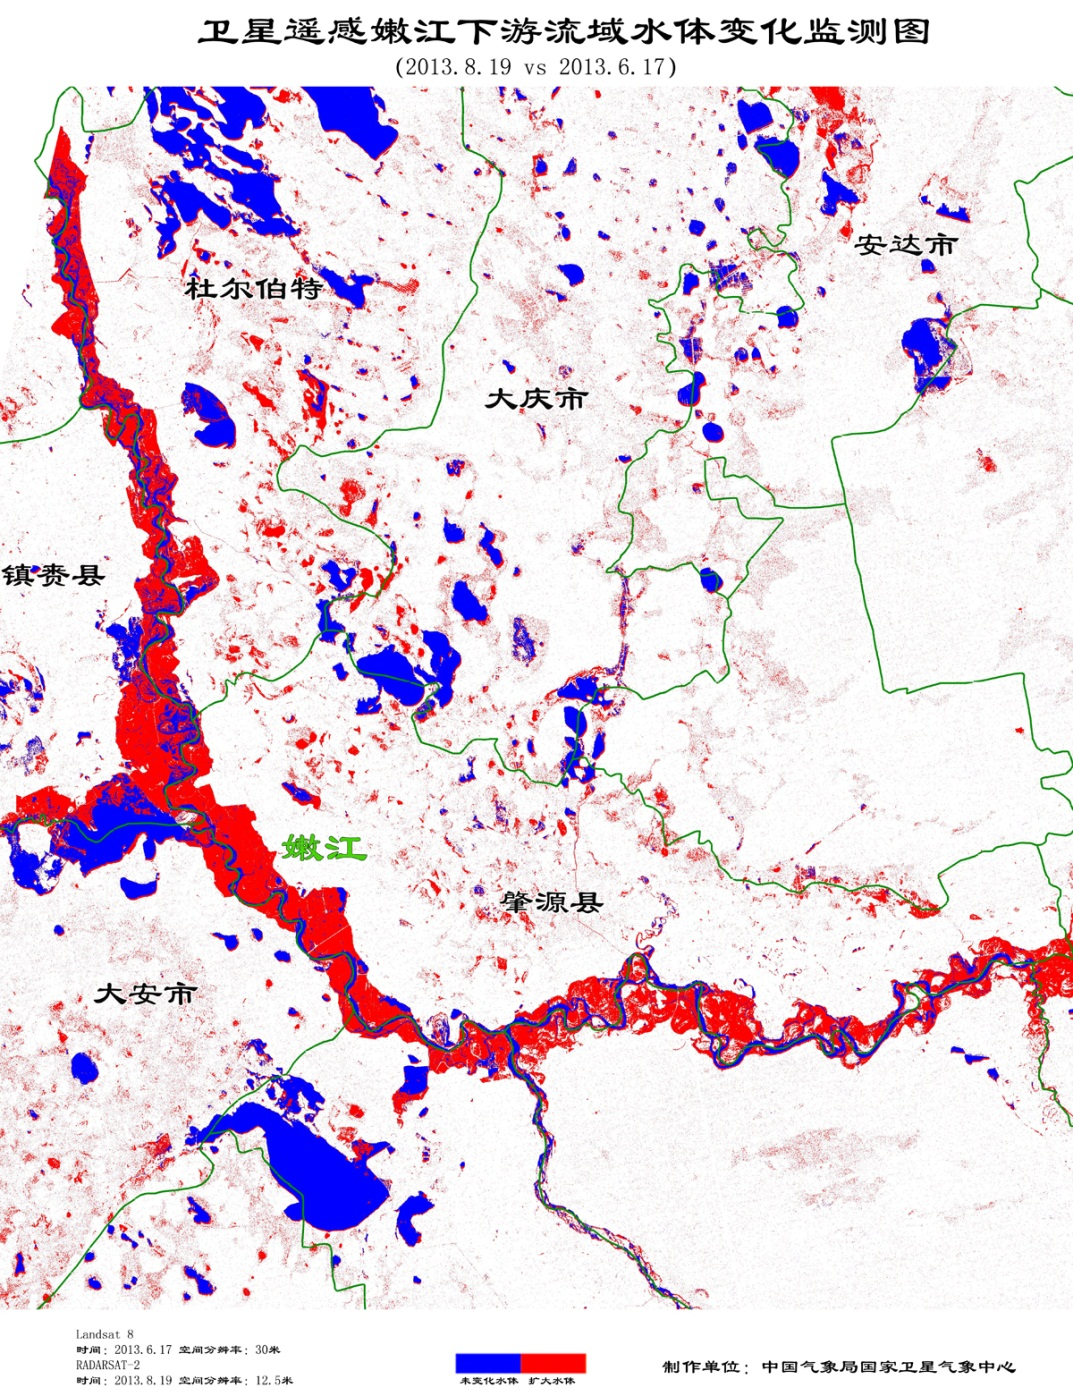 卫星遥感嫩江下游流域水体变化监测图
(2013.8.19 vs 2013.6.17)
安达市
杜尔伯特
大庆市
镇赉县
嫩江
肇源县
大安市
Landsat 8
时间：2013.6.17 空间分辨率：30米
RADARSAT-2
时间：2013.8.19 空间分辨率：12.5米
未变化水体 扩大水体
制作单位：中国气象局国家卫星气象中心